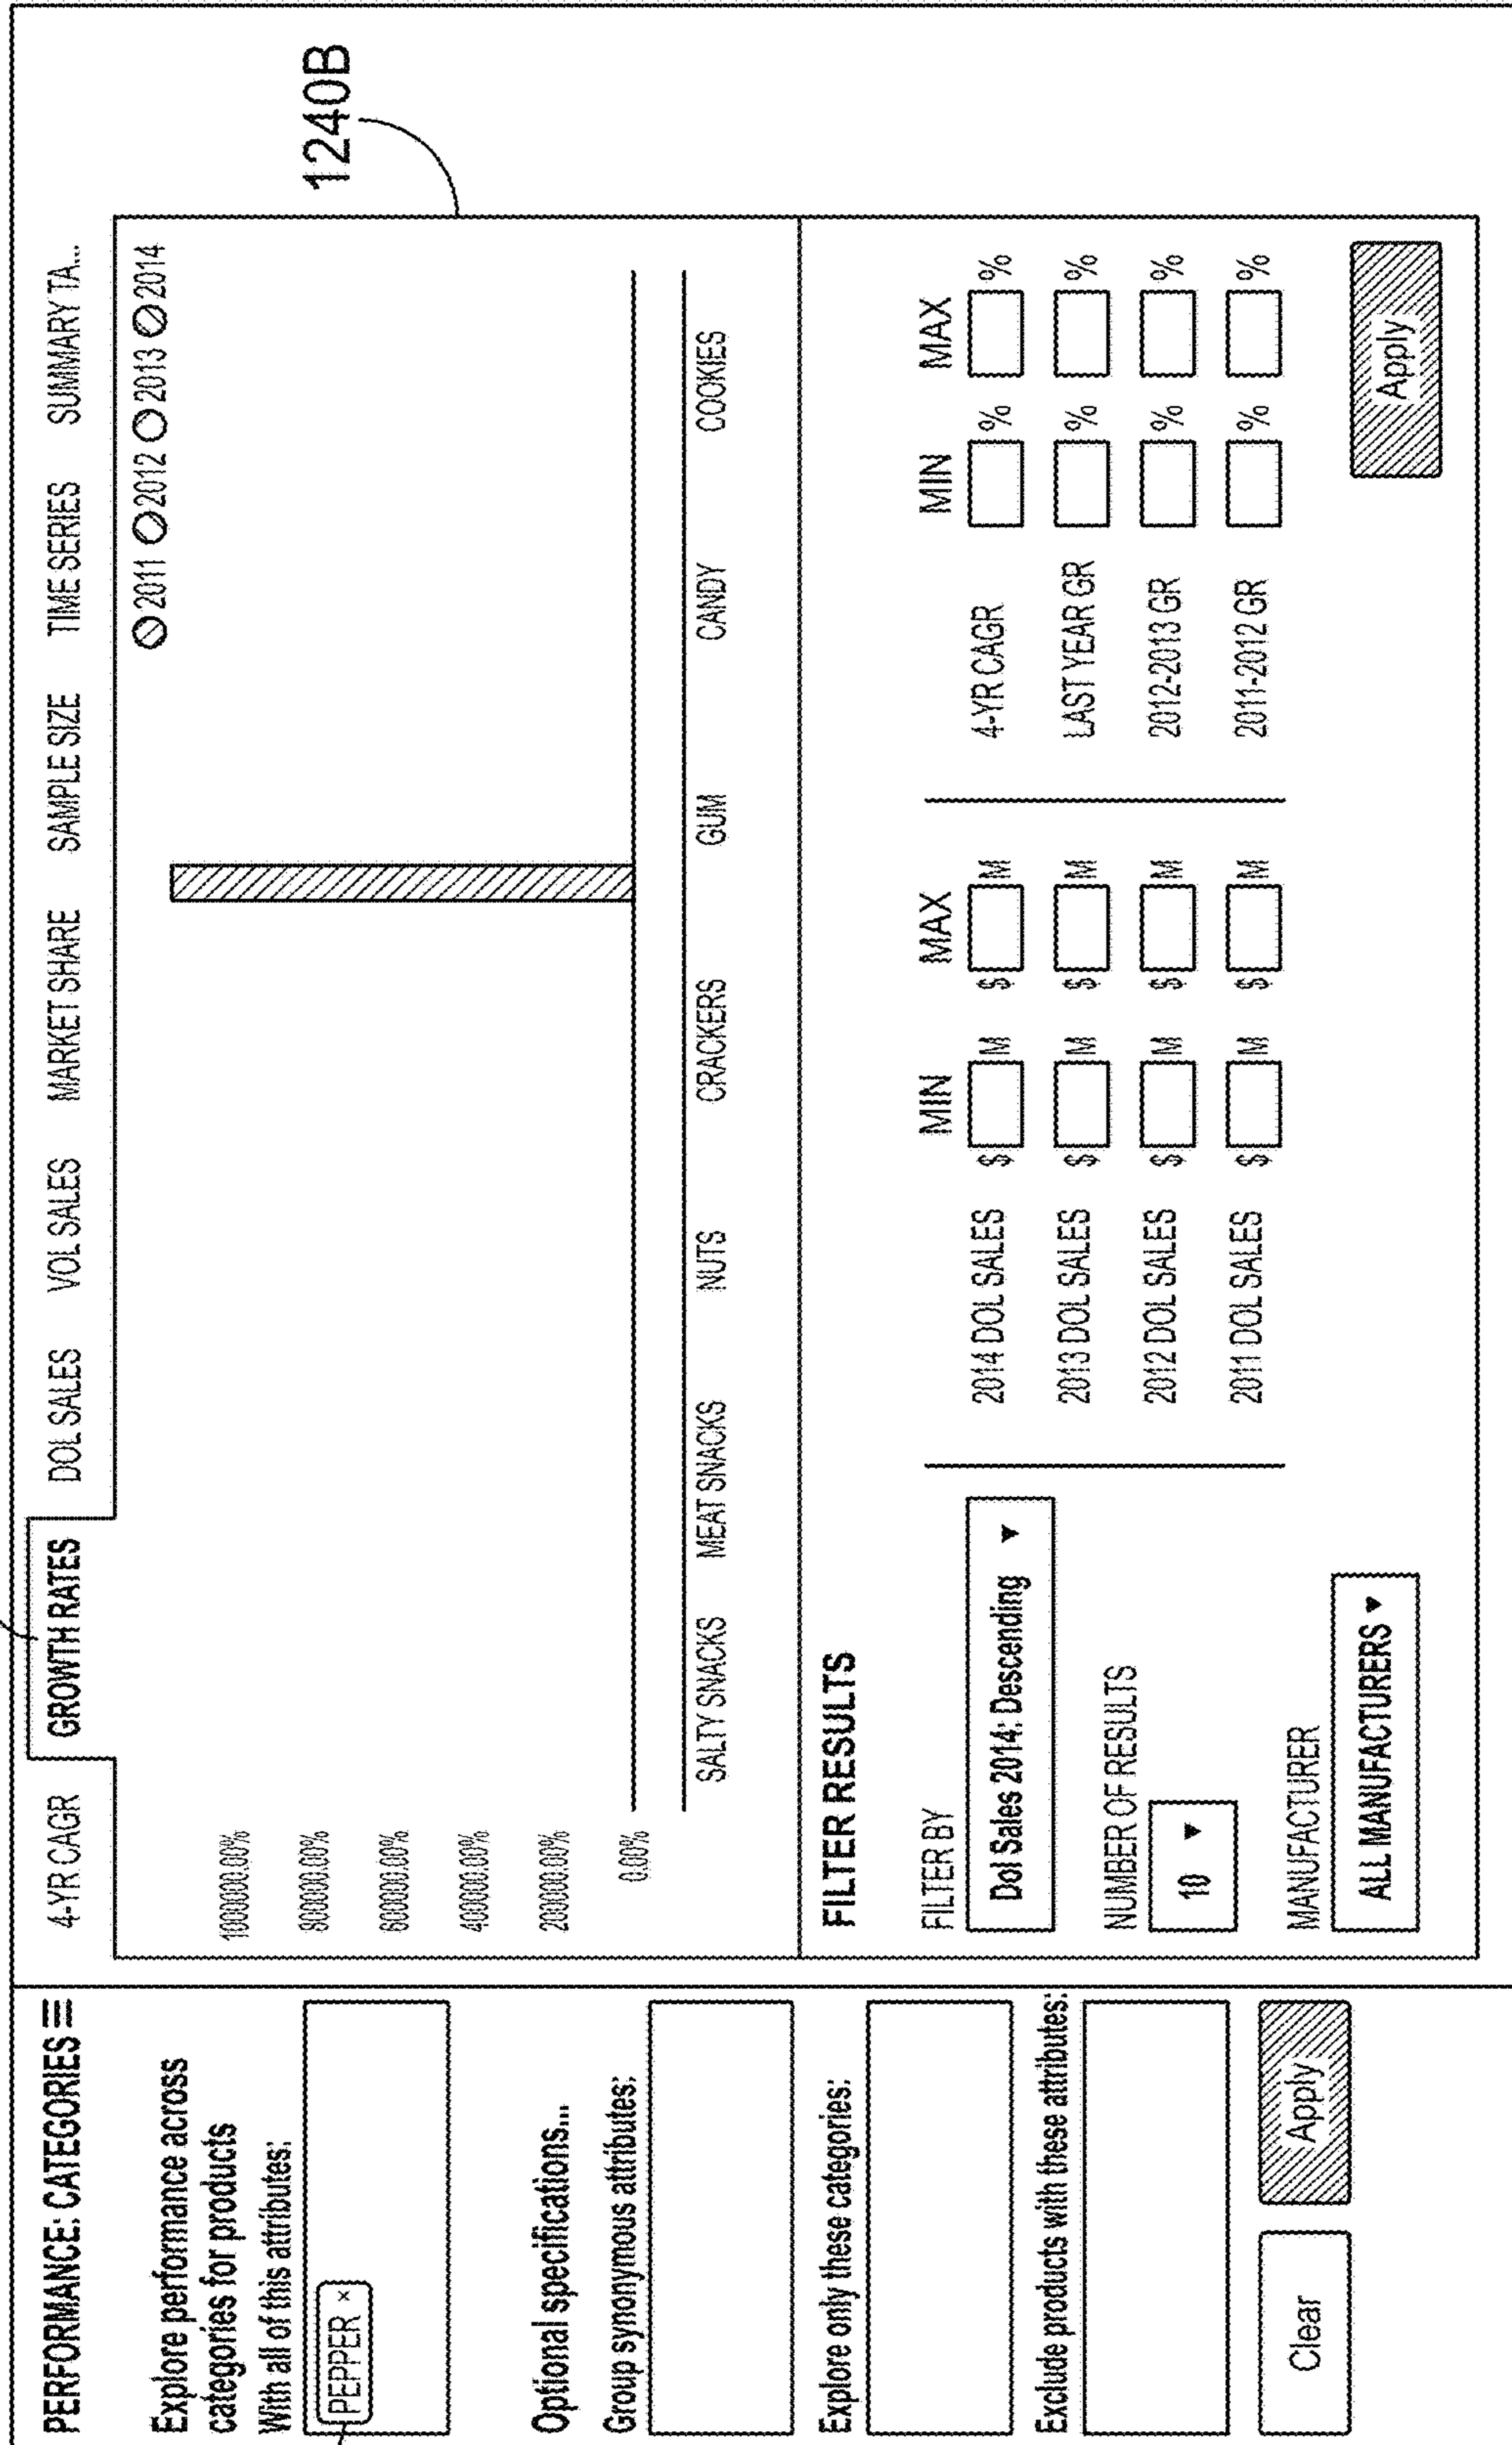 PERFORMANCE: CATEGORIES
Explore performance across
categories for products
With all of this attributes:
PEPPER ×
Optional specifications...
Group synonymous attributes:
Explore only these categories:
Exclude products with these attributes:
Clear
Apply
4-YR CAGR
GROWTH RATES
DOL SALES
VOL SALES
MARKET SHARE
SAMPLE SIZE
TIME SERIES
SUMMARY TA...
2011 2012 2013 2014
1240B
1000000.00%
800000.00%
600000.00%
400000.00%
200000.00%
0.00%
SALTY SNACKS MEAT SNACKS NUTS CRACKERS GUM CANDY COOKIES
FILTER RESULTS
FILTER BY
Dol Sales 2014: Descending ▼
NUMBER OF RESULTS
10 ▼
MANUFACTURER
ALL MANUFACTURERS ▼
MIN MAX
2014 DOL SALES $ M $ M
2013 DOL SALES $ M $ M
2012 DOL SALES $ M $ M
2011 DOL SALES $ M $ M
MIN MAX
4-YR CAGR % %
LAST YEAR GR % %
2012-2013 GR % %
2011-2012 GR % %
Apply